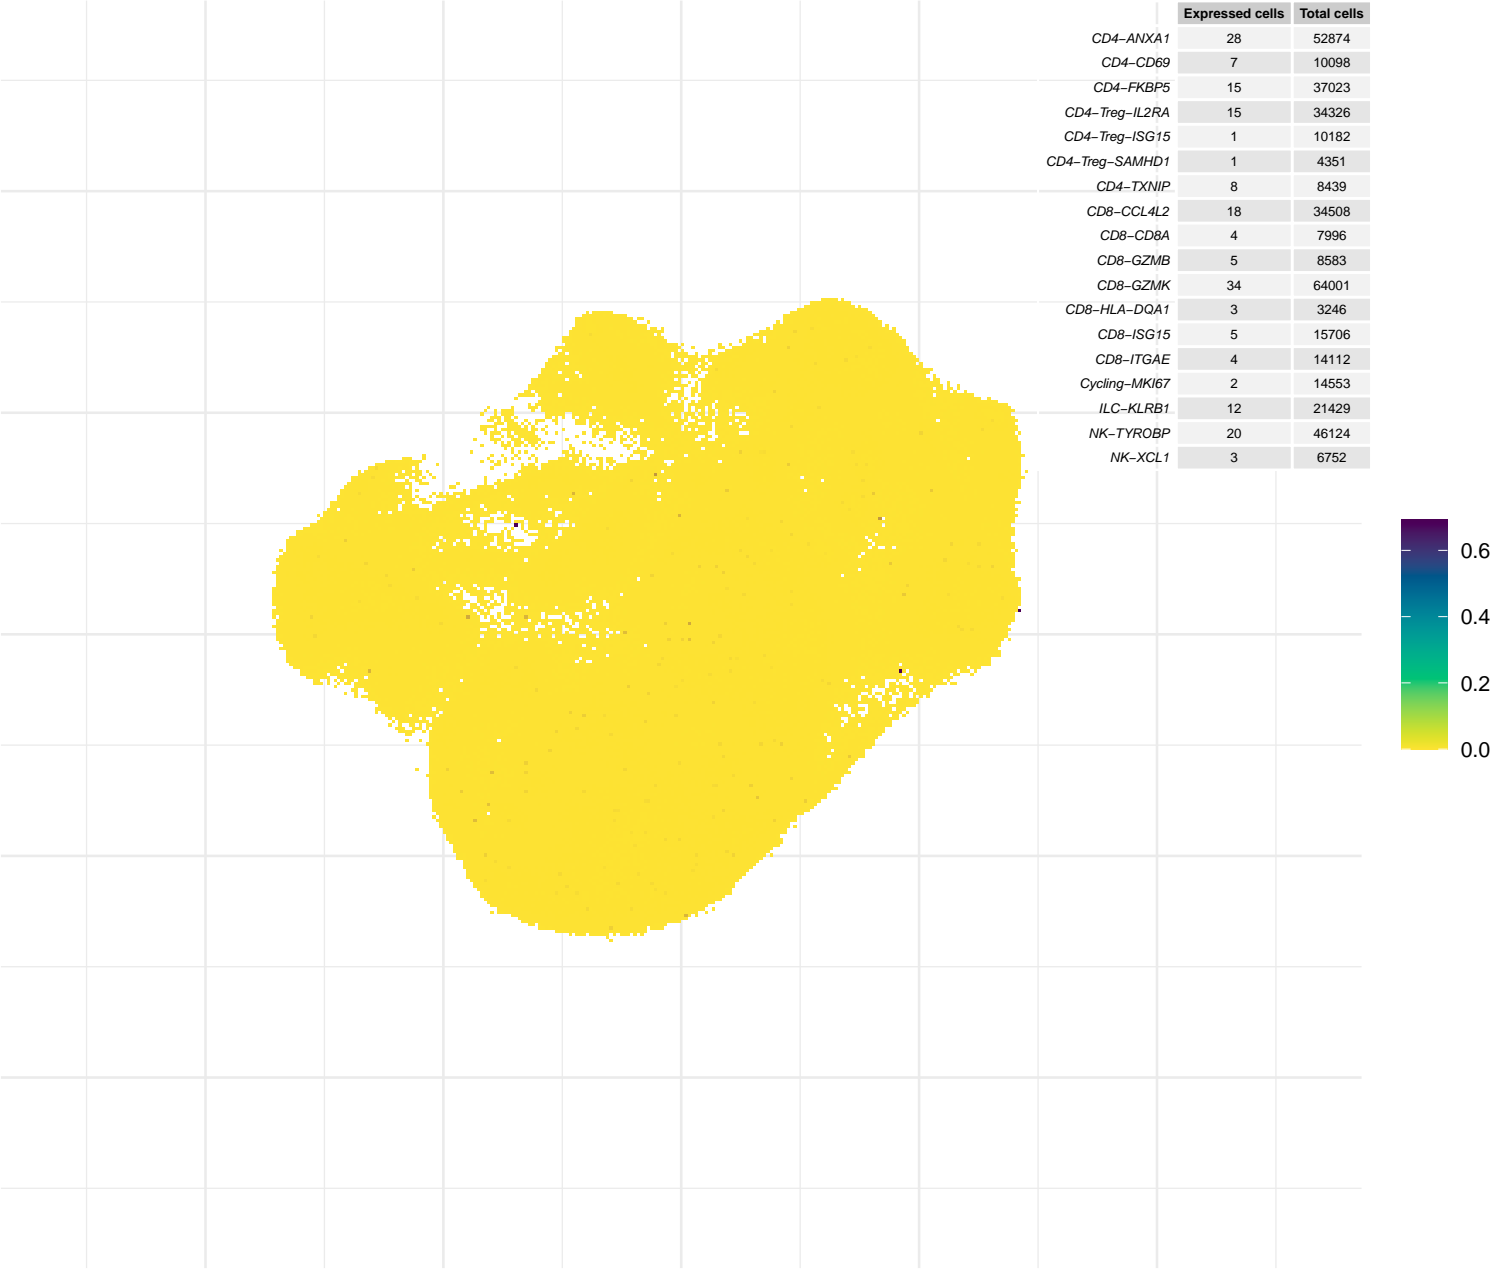 Expressed cells Total cells
CD4−ANXA1 28 52874
CD4−CD69 7 10098
CD4−FKBP5 15 37023
CD4−Treg−IL2RA 15 34326
CD4−Treg−ISG15 1 10182
CD4−Treg−SAMHD1 1 4351
CD4−TXNIP 8 8439
CD8−CCL4L2 18 34508
CD8−CD8A 4 7996
CD8−GZMB 5 8583
CD8−GZMK 34 64001
CD8−HLA−DQA1 3 3246
CD8−ISG15 5 15706
CD8−ITGAE 4 14112
Cycling−MKI67 2 14553
ILC−KLRB1 12 21429
NK−TYROBP 20 46124
NK−XCL1 3 6752
0.6
0.4
0.2
0.0